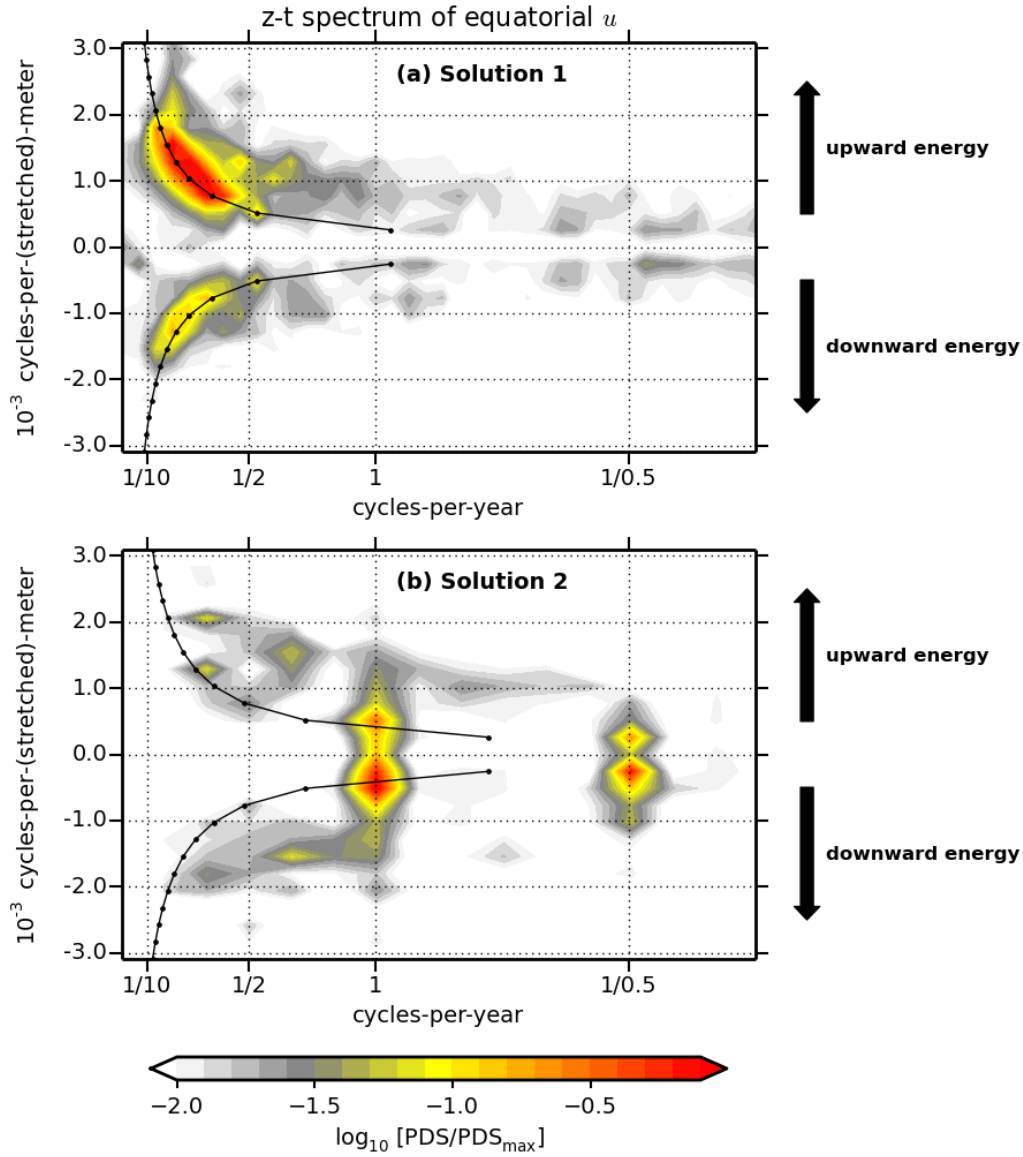 z-t spectrum of equatorial u
(a) Solution 1
3.0
2.0
1.0
0.0
-1.0
-2.0
-3.0
10⁻³ cycles-per-(stretched)-meter
1/10 1/2 1 1/0.5
cycles-per-year
upward energy
downward energy
(b) Solution 2
3.0
2.0
1.0
0.0
-1.0
-2.0
-3.0
10⁻³ cycles-per-(stretched)-meter
1/10 1/2 1 1/0.5
cycles-per-year
upward energy
downward energy
−2.0 −1.5 −1.0 −0.5
log₁₀ [PDS/PDSₘₐₓ]